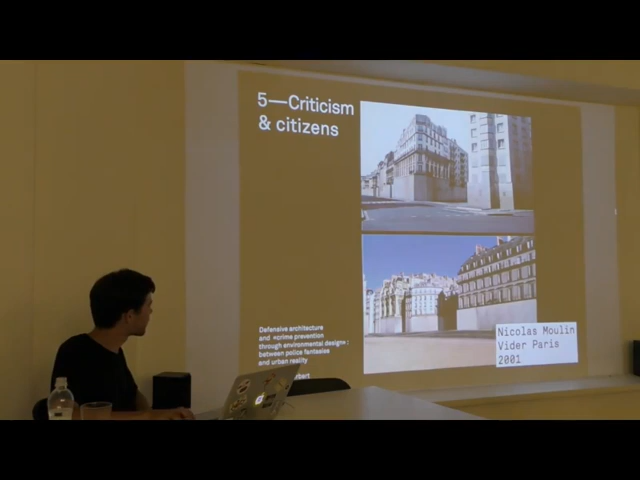 5—Criticism
& citizens
Defensive architecture
and »crime prevention
through environmental design« :
between police fantasies
and urban reality
Nicolas Moulin
Vider Paris
2001